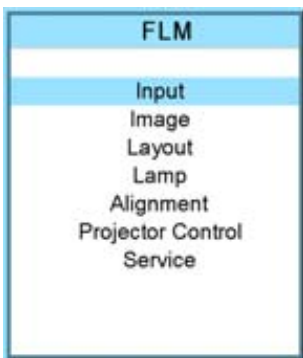 FLM
Input
Image
Layout
Lamp
Alignment
Projector Control
Service